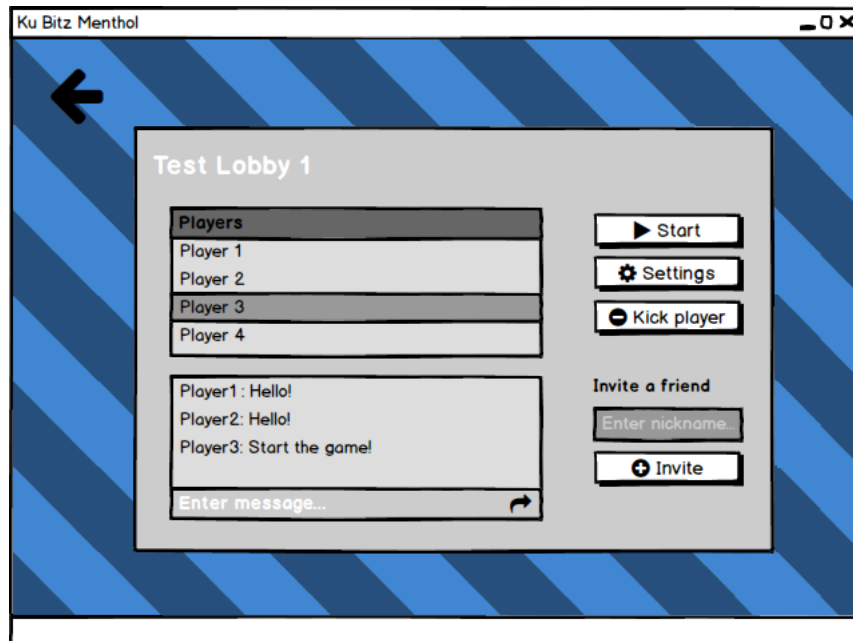 Ku Bitz Menthol
Test Lobby 1
Players
Player 1
Player 2
Player 3
Player 4
Player1: Hello!
Player2: Hello!
Player3: Start the game!
Enter message...
Start
Settings
Kick player
Invite a friend
Enter nickname...
Invite